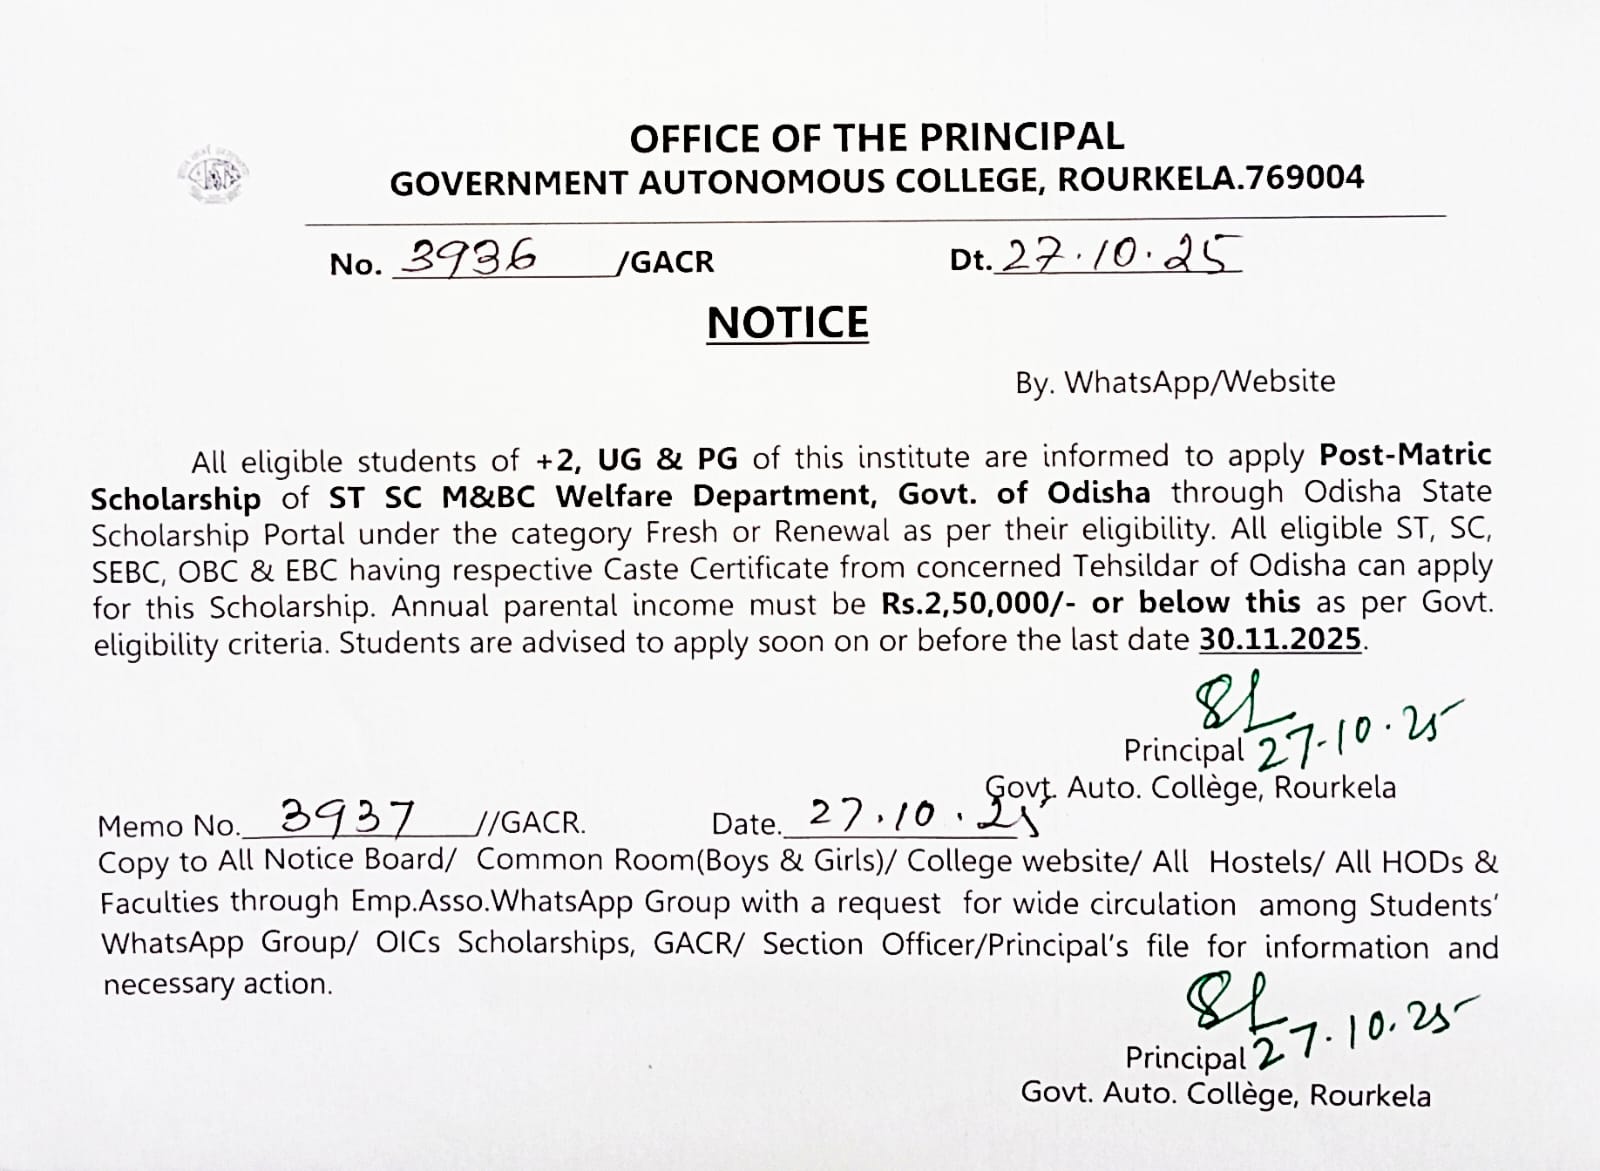 OFFICE OF THE PRINCIPAL
GOVERNMENT AUTONOMOUS COLLEGE, ROURKELA.769004
No. 3936 /GACR Dt. 27.10.25
NOTICE
By. WhatsApp/Website
All eligible students of +2, UG & PG of this institute are informed to apply Post-Matric
Scholarship of ST SC M&BC Welfare Department, Govt. of Odisha through Odisha State
Scholarship Portal under the category Fresh or Renewal as per their eligibility. All eligible ST, SC,
SEBC, OBC & EBC having respective Caste Certificate from concerned Tehsildar of Odisha can apply
for this Scholarship. Annual parental income must be Rs.2,50,000/- or below this as per Govt.
eligibility criteria. Students are advised to apply soon on or before the last date 30.11.2025.
Principal 27-10.25
Govt. Auto. Collège, Rourkela
Memo No. 3937 //GACR. Date. 27.10.25
Copy to All Notice Board/ Common Room(Boys & Girls)/ College website/ All Hostels/ All HODs &
Faculties through Emp.Asso.WhatsApp Group with a request for wide circulation among Students'
WhatsApp Group/ OICs Scholarships, GACR/ Section Officer/Principal's file for information and
necessary action.
Principal 27.10.25
Govt. Auto. Collège, Rourkela